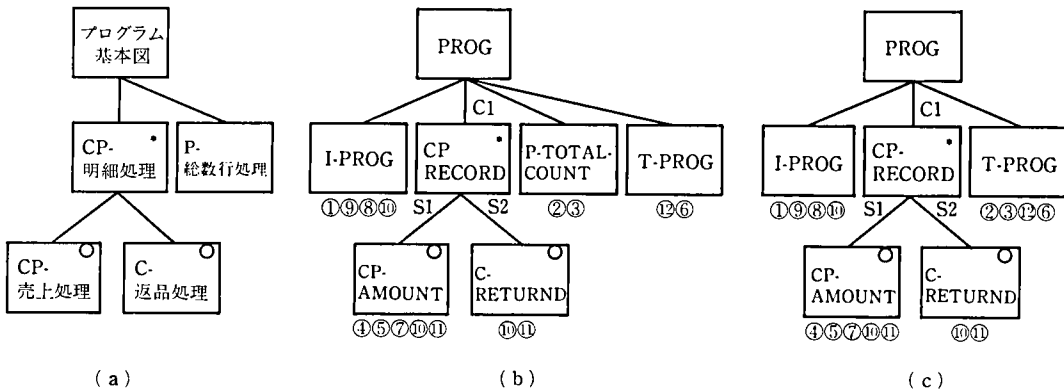 プログラム
基本図
CP-
明細処理
*
P-
総数行処理
CP-
売上処理
C-
返品処理
(a)
PROG
C1
I-PROG
①⑨⑧⑩
CP
RECORD
*
P-TOTAL-
COUNT
②③
T-PROG
⑫⑥
S1
S2
CP-
AMOUNT
④⑤⑦⑩⑪
C-
RETURND
⑩⑪
(b)
PROG
C1
I-PROG
①⑨⑧⑩
CP-
RECORD
*
T-PROG
②③⑫⑥
S1
S2
CP-
AMOUNT
④⑤⑦⑩⑪
C-
RETURND
⑩⑪
(c)